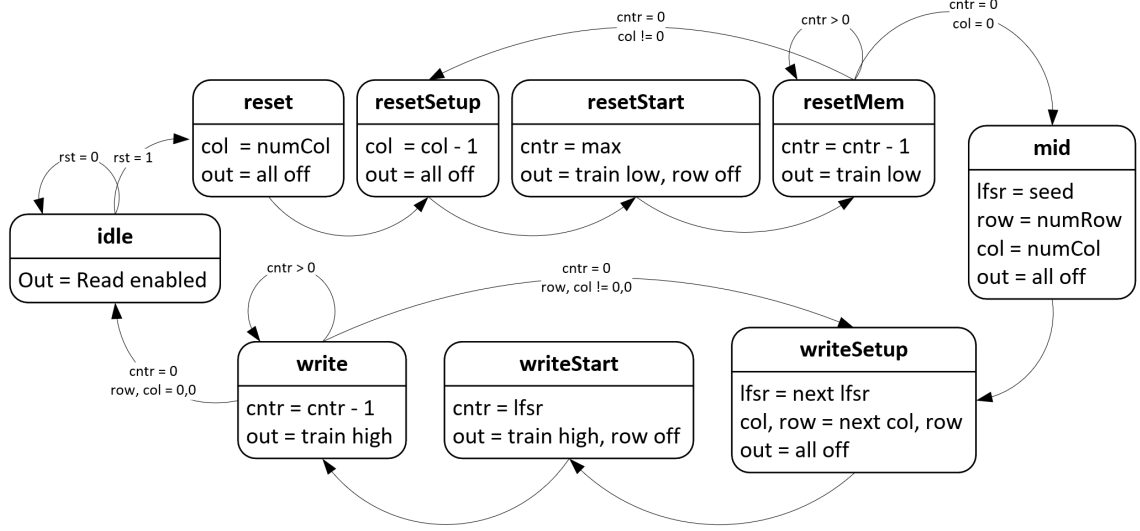 cntr = 0
col = 0
cntr = 0
col != 0
cntr > 0
reset
col = numCol
out = all off
resetSetup
col = col - 1
out = all off
resetStart
cntr = max
out = train low, row off
resetMem
cntr = cntr - 1
out = train low
mid
lfsr = seed
row = numRow
col = numCol
out = all off
rst = 0
rst = 1
idle
Out = Read enabled
cntr > 0
cntr = 0
row, col != 0,0
cntr = 0
row, col = 0,0
write
cntr = cntr - 1
out = train high
writeStart
cntr = lfsr
out = train high, row off
writeSetup
lfsr = next lfsr
col, row = next col, row
out = all off